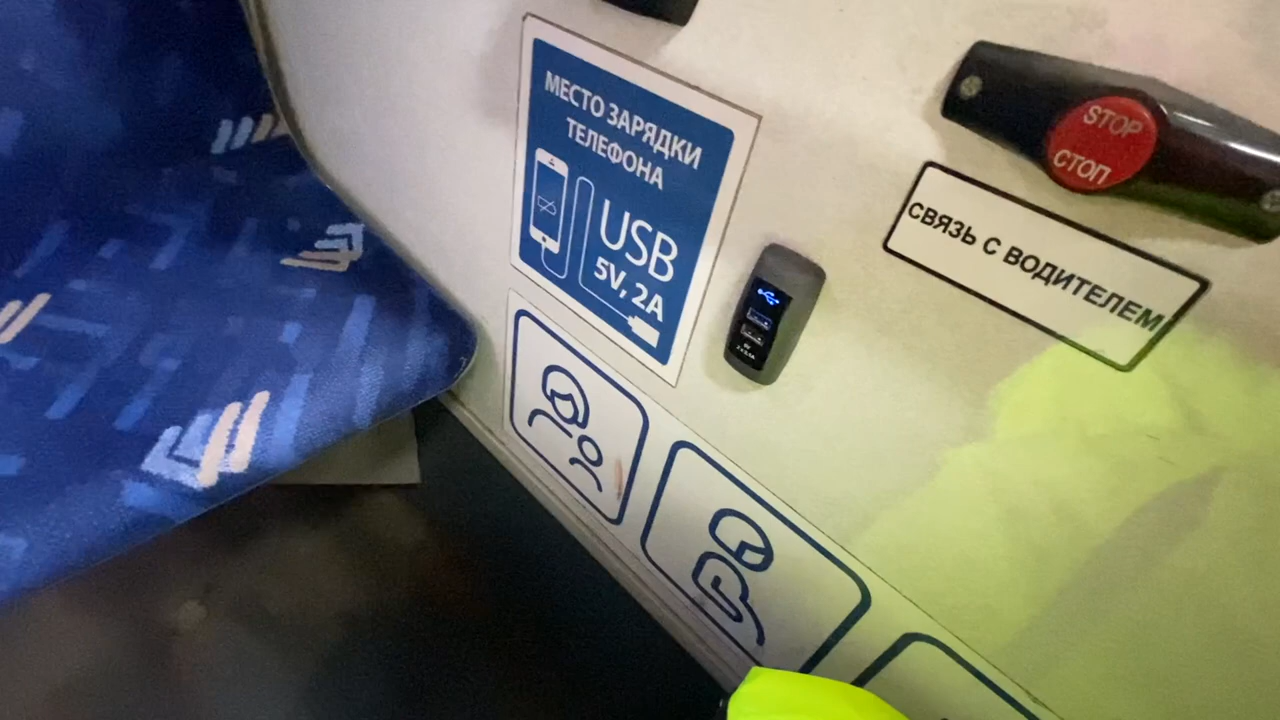 МЕСТО ЗАРЯДКИ
ТЕЛЕФОНА
USB
5V, 2A
STOP
СТОП
СВЯЗЬ С ВОДИТЕЛЕМ